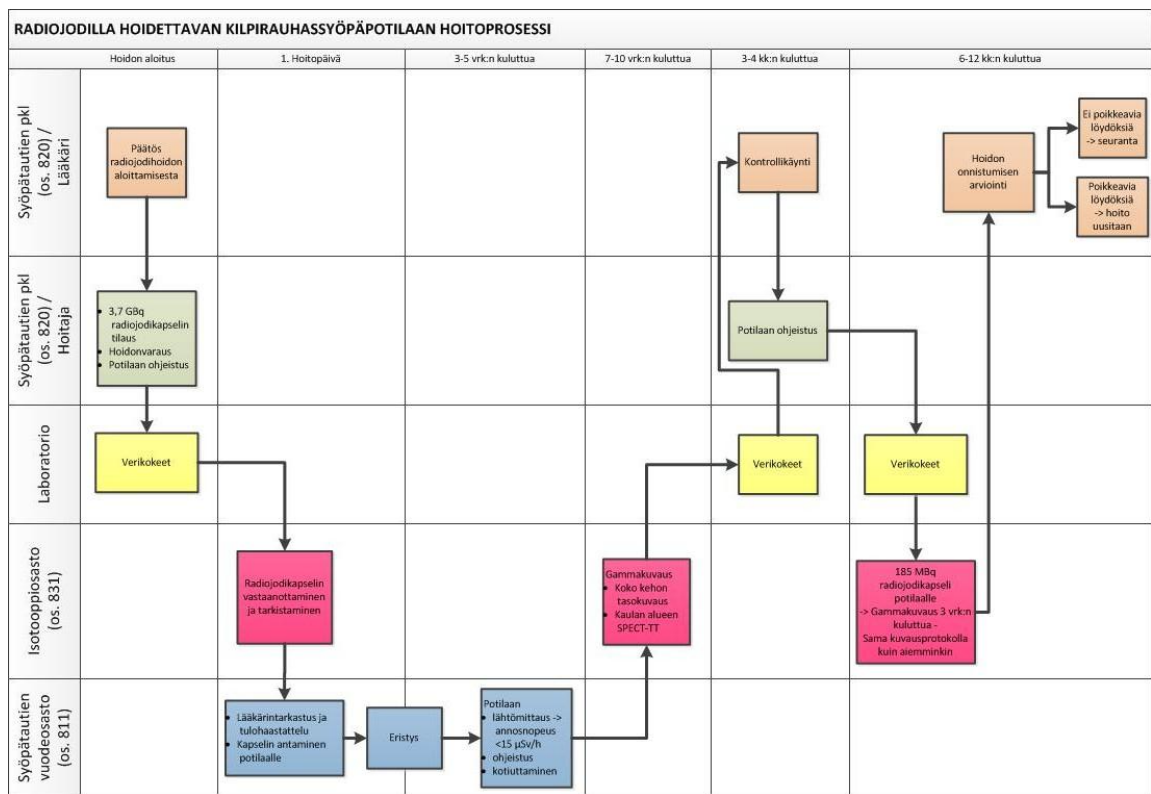 RADIOJODILLA HOIDETTAVAN KILPIRAUHASSYÖPÄPOTILAAN HOITOPROSESSI
Hoidon aloitus
1. Hoitopäivä
3-5 vrk:n kuluttua
7-10 vrk:n kuluttua
3-4 kk:n kuluttua
6-12 kk:n kuluttua
Syöpätautien pkl
(os. 820) /
Lääkäri
Päätös
radiojodihoidon
aloittamisesta
Kontrollikäynti
Hoidon
onnistumisen
arviointi
Ei poikkeavia
löydöksiä
-> seuranta
Poikkeavia
löydöksiä
-> hoito
uusitaan
Syöpätautien pkl
(os. 820) /
Hoitaja
• 3,7 GBq
radiojodikapselin
tilaus
• Hoidonvaraus
• Potilaan ohjeistus
Potilaan ohjeistus
Laboratorio
Verikokeet
Verikokeet
Verikokeet
Isotooppiosasto
(os. 831)
Radiojodikapselin
vastaanottaminen
ja tarkistaminen
Gammakuvaus
• Koko kehon
tasokuvaus
• Kaulan alueen
SPECT-TT
185 MBq
radiojodikapseli
potilaalle
-> Gammakuvaus 3 vrk:n
kuluttua -
Sama kuvausprotokolla
kuin aiemminkin
Syöpätautien
vuodeosasto
(os. 811)
• Lääkärintarkastus ja
tulohaastattelu
• Kapselin antaminen
potilaalle
Eristys
Potilaan
• lähtömittaus ->
annosnopeus
<15 µSv/h
• ohjeistus
• kotiuttaminen